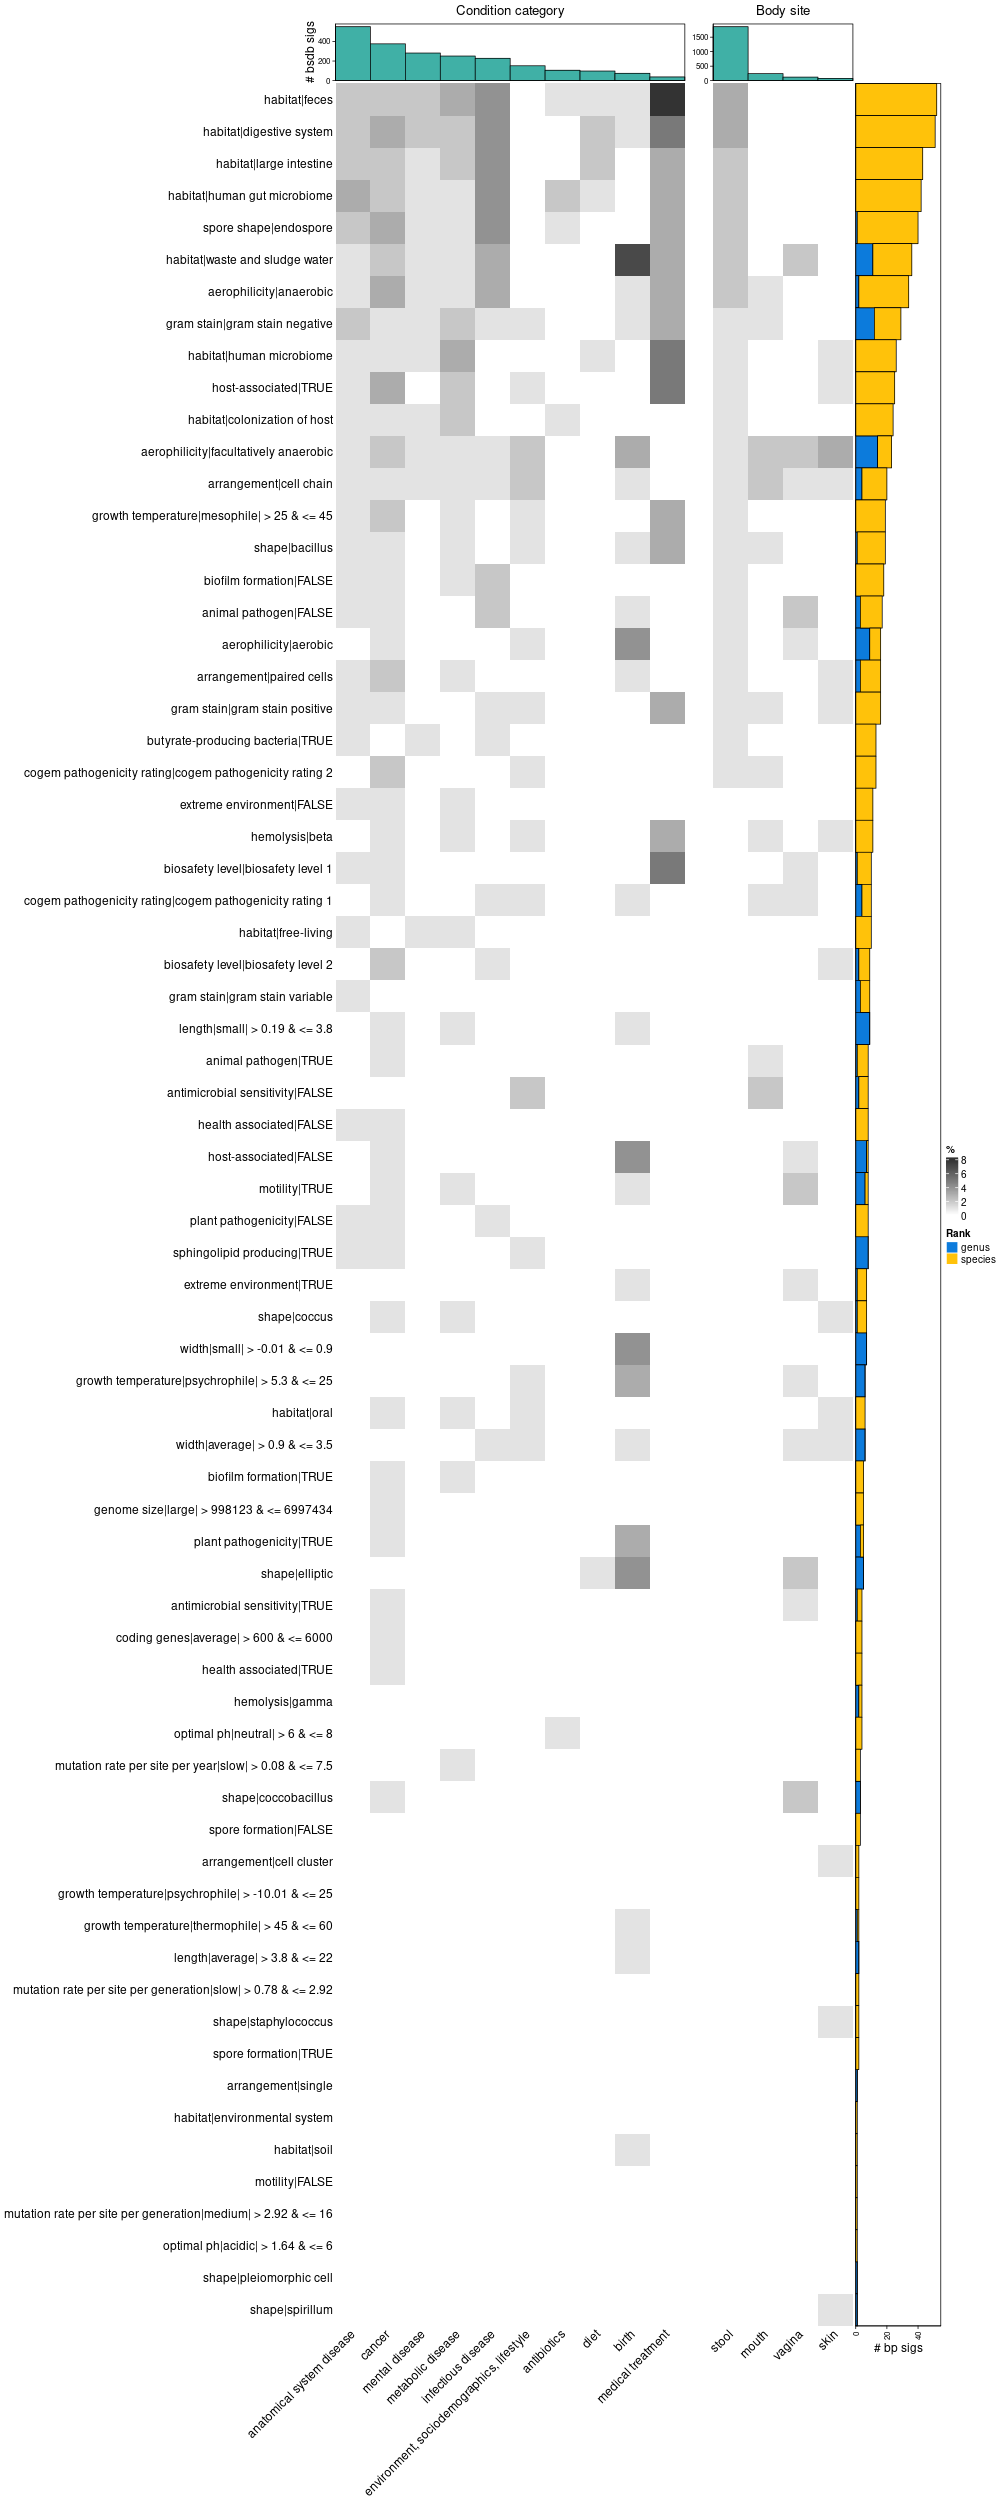 Condition category
Body site
# bsdb sigs
400
200
0
1500
1000
500
0
habitat|feces
habitat|digestive system
habitat|large intestine
habitat|human gut microbiome
spore shape|endospore
habitat|waste and sludge water
aerophilicity|anaerobic
gram stain|gram stain negative
habitat|human microbiome
host-associated|TRUE
habitat|colonization of host
aerophilicity|facultatively anaerobic
arrangement|cell chain
growth temperature|mesophile| > 25 & <= 45
shape|bacillus
biofilm formation|FALSE
animal pathogen|FALSE
aerophilicity|aerobic
arrangement|paired cells
gram stain|gram stain positive
butyrate-producing bacteria|TRUE
cogem pathogenicity rating|cogem pathogenicity rating 2
extreme environment|FALSE
hemolysis|beta
biosafety level|biosafety level 1
cogem pathogenicity rating|cogem pathogenicity rating 1
habitat|free-living
biosafety level|biosafety level 2
gram stain|gram stain variable
length|small| > 0.19 & <= 3.8
animal pathogen|TRUE
antimicrobial sensitivity|FALSE
health associated|FALSE
host-associated|FALSE
motility|TRUE
plant pathogenicity|FALSE
sphingolipid producing|TRUE
extreme environment|TRUE
shape|coccus
width|small| > -0.01 & <= 0.9
growth temperature|psychrophile| > 5.3 & <= 25
habitat|oral
width|average| > 0.9 & <= 3.5
biofilm formation|TRUE
genome size|large| > 998123 & <= 6997434
plant pathogenicity|TRUE
shape|elliptic
antimicrobial sensitivity|TRUE
coding genes|average| > 600 & <= 6000
health associated|TRUE
hemolysis|gamma
optimal ph|neutral| > 6 & <= 8
mutation rate per site per year|slow| > 0.08 & <= 7.5
shape|coccobacillus
spore formation|FALSE
arrangement|cell cluster
growth temperature|psychrophile| > -10.01 & <= 25
growth temperature|thermophile| > 45 & <= 60
length|average| > 3.8 & <= 22
mutation rate per site per generation|slow| > 0.78 & <= 2.92
shape|staphylococcus
spore formation|TRUE
arrangement|single
habitat|environmental system
habitat|soil
motility|FALSE
mutation rate per site per generation|medium| > 2.92 & <= 16
optimal ph|acidic| > 1.64 & <= 6
shape|pleiomorphic cell
shape|spirillum
anatomical system disease
cancer
mental disease
metabolic disease
infectious disease
environment, sociodemographics, lifestyle
antibiotics
diet
birth
medical treatment
stool
mouth
vagina
skin
0
20
40
# bp sigs
%
8
6
4
2
0
Rank
genus
species